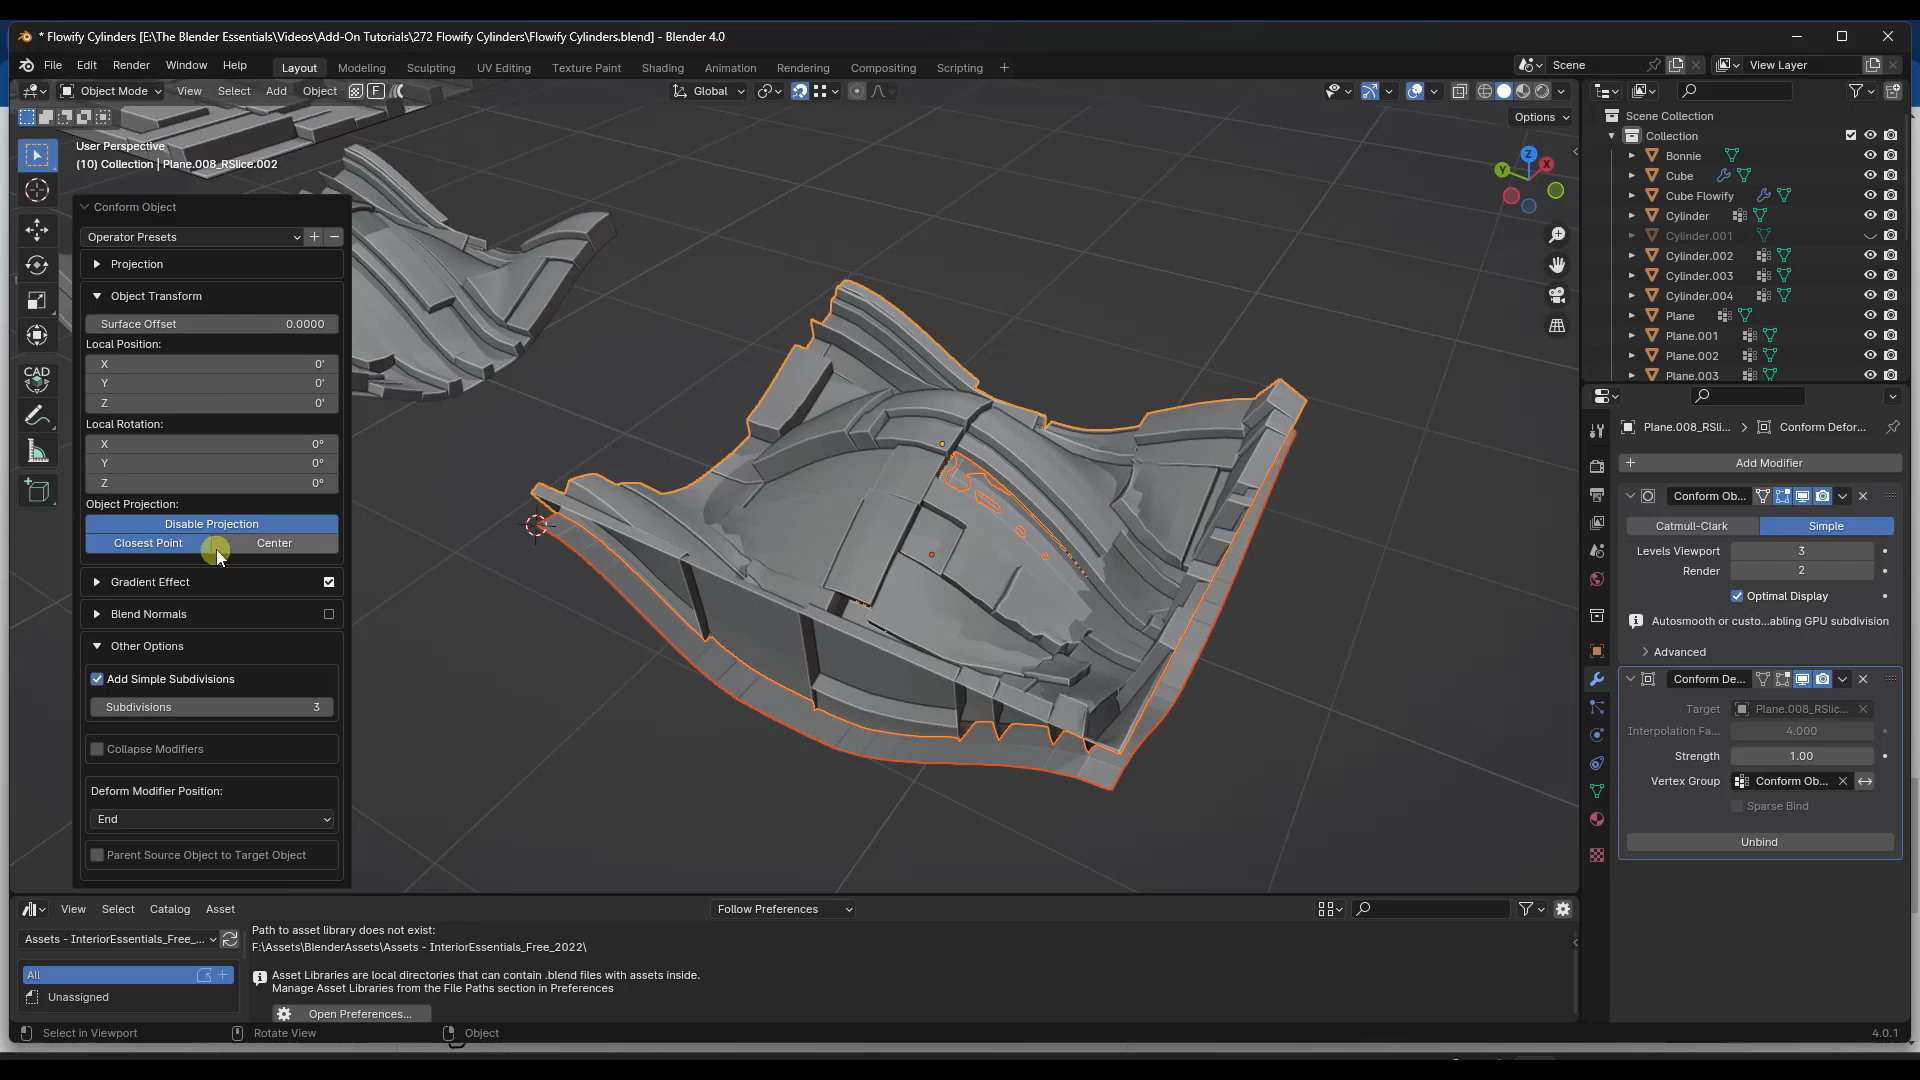 * Flowify Cylinders [E:\The Blender Essentials\Videos\Add-On Tutorials\272 Flowify Cylinders\Flowify Cylinders.blend] - Blender 4.0
File Edit Render Window Help Layout Modeling Sculpting UV Editing Texture Paint Shading Animation Rendering Compositing Scripting + Scene View Layer
Object Mode View Select Add Object F Global
Options
User Perspective
(10) Collection | Plane.008_RSlice.002
Conform Object
Operator Presets
Projection
Object Transform
Surface Offset 0.0000
Local Position:
X 0'
Y 0'
Z 0'
Local Rotation:
X 0°
Y 0°
Z 0°
Object Projection:
Disable Projection
Closest Point Center
Gradient Effect
Blend Normals
Other Options
Add Simple Subdivisions
Subdivisions 3
Collapse Modifiers
Deform Modifier Position:
End
Parent Source Object to Target Object
CAD
Z
X
Y
Scene Collection
Collection
Bonnie
Cube
Cube Flowify
Cylinder
Cylinder.001
Cylinder.002
Cylinder.003
Cylinder.004
Plane
Plane.001
Plane.002
Plane.003
Plane.008_RSli... Conform Defor...
Add Modifier
Conform Ob...
Catmull-Clark Simple
Levels Viewport 3
Render 2
Optimal Display
Autosmooth or custo...abling GPU subdivision
Advanced
Conform De...
Target Plane.008_RSlic...
Interpolation Fa... 4.000
Strength 1.00
Vertex Group Conform Ob...
Sparse Bind
Unbind
View Select Catalog Asset Follow Preferences
Assets - InteriorEssentials_Free_...
All
Unassigned
Path to asset library does not exist:
F:\Assets\BlenderAssets\Assets - InteriorEssentials_Free_2022\
Asset Libraries are local directories that can contain .blend files with assets inside.
Manage Asset Libraries from the File Paths section in Preferences
Open Preferences...
Select in Viewport Rotate View Object 4.0.1